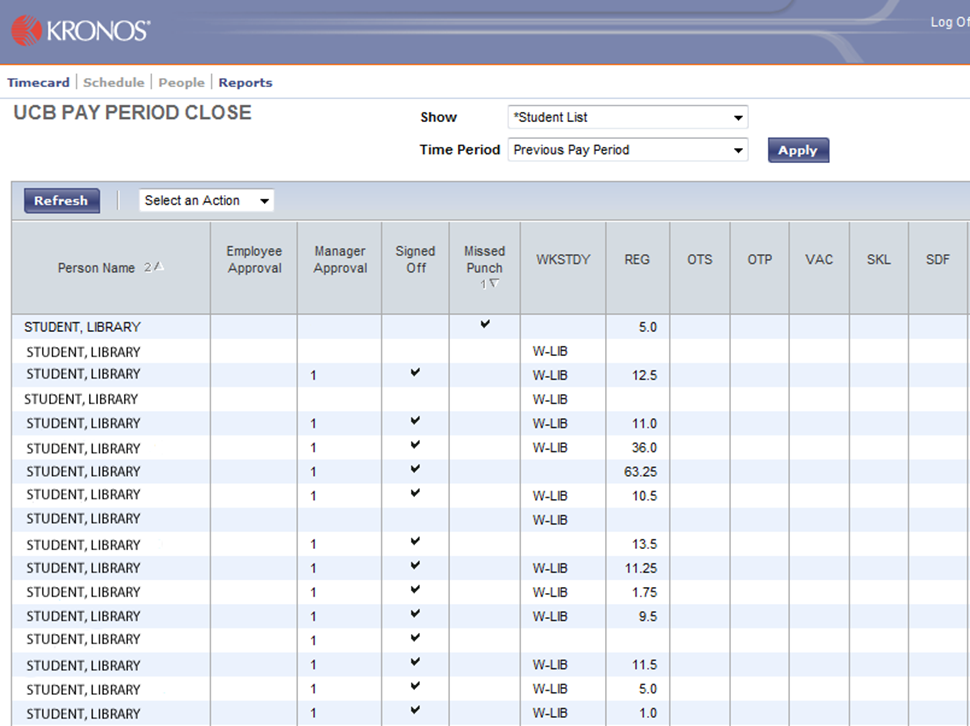 KRONOS®
Log Of
Timecard Schedule People Reports
UCB PAY PERIOD CLOSE
Show *Student List
Time Period Previous Pay Period Apply
Refresh Select an Action
Person Name 2 Employee Approval Manager Approval Signed Off Missed Punch 1 WKSTDY REG OTS OTP VAC SKL SDF
STUDENT, LIBRARY 5.0
STUDENT, LIBRARY W-LIB
STUDENT, LIBRARY 1 W-LIB 12.5
STUDENT, LIBRARY W-LIB
STUDENT, LIBRARY 1 W-LIB 11.0
STUDENT, LIBRARY 1 W-LIB 36.0
STUDENT, LIBRARY 1 63.25
STUDENT, LIBRARY 1 W-LIB 10.5
STUDENT, LIBRARY W-LIB
STUDENT, LIBRARY 1 13.5
STUDENT, LIBRARY 1 W-LIB 11.25
STUDENT, LIBRARY 1 W-LIB 1.75
STUDENT, LIBRARY 1 W-LIB 9.5
STUDENT, LIBRARY 1
STUDENT, LIBRARY 1 W-LIB 11.5
STUDENT, LIBRARY 1 W-LIB 5.0
STUDENT, LIBRARY 1 W-LIB 1.0